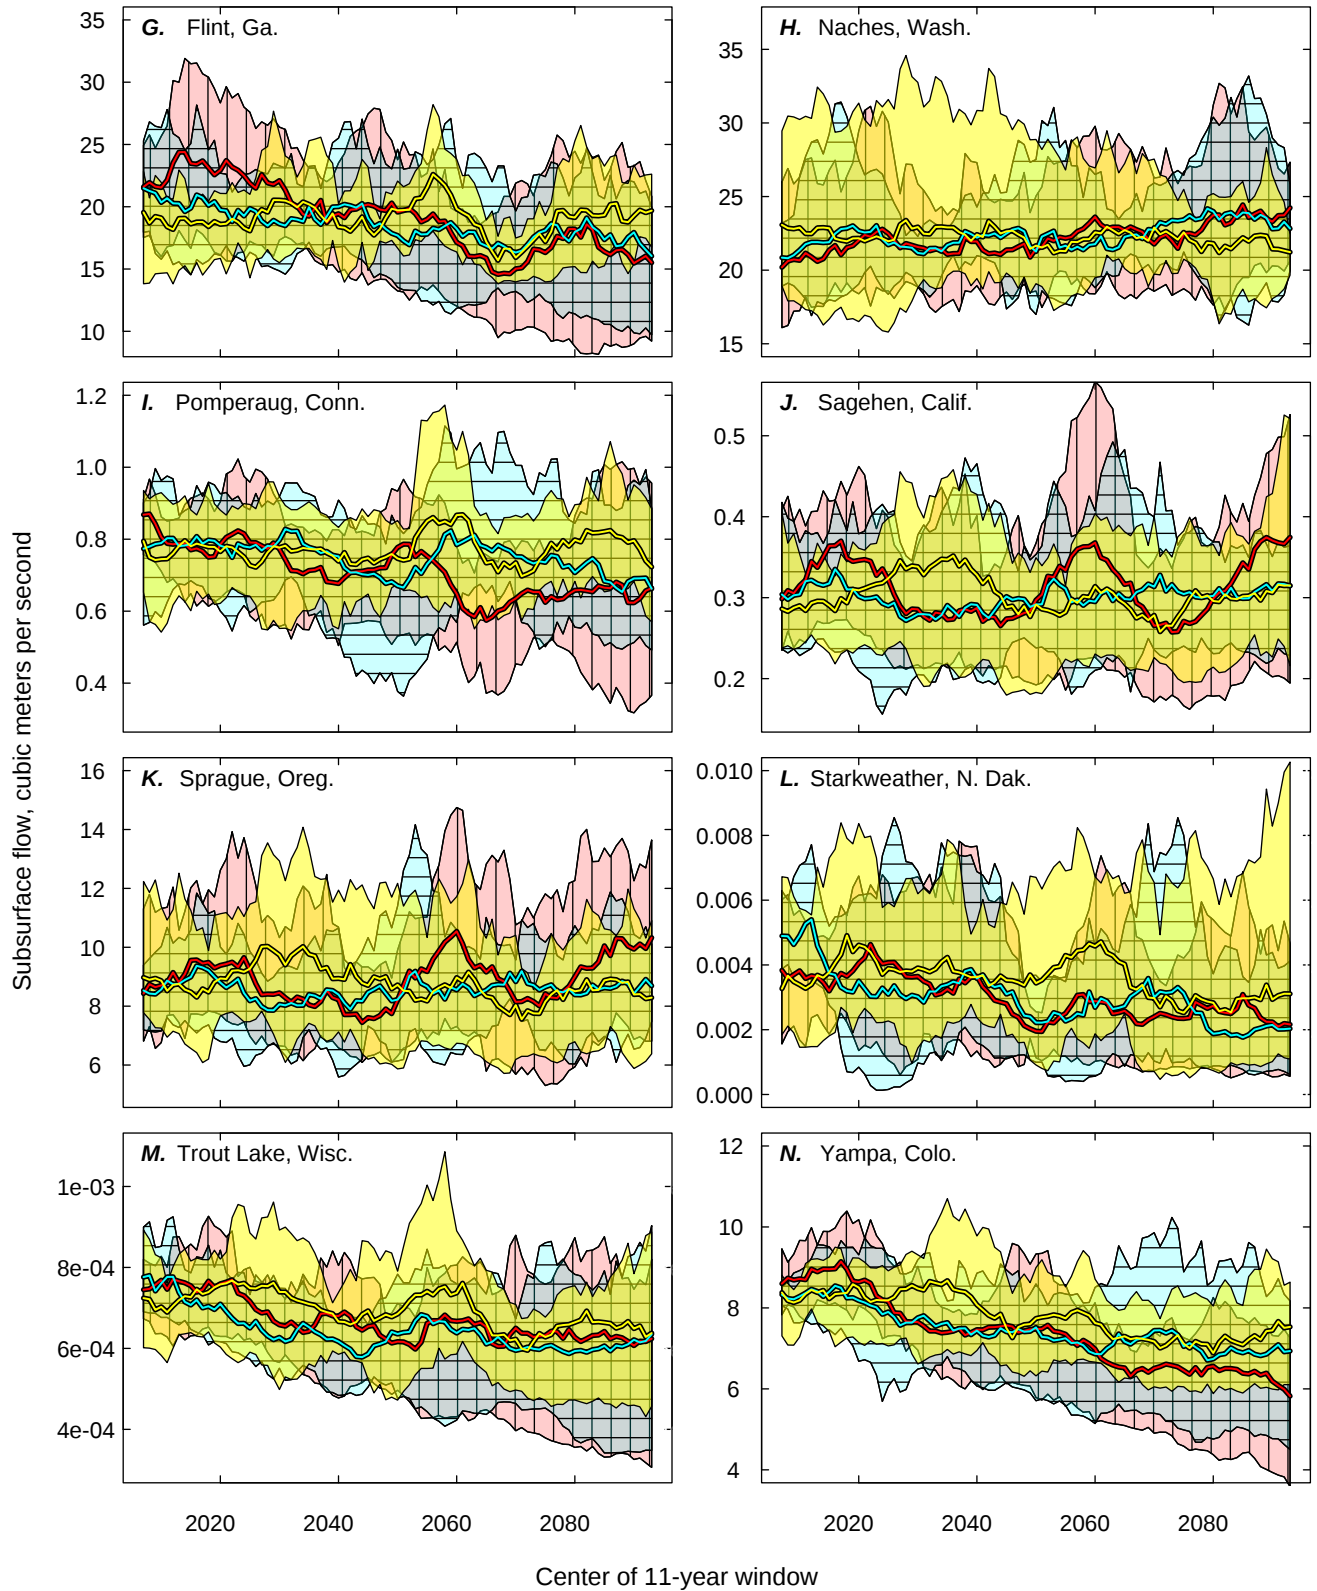 G. Flint, Ga.
35
30
25
20
15
10
H. Naches, Wash.
35
30
25
20
15
I. Pomperaug, Conn.
1.2
1.0
0.8
0.6
0.4
J. Sagehen, Calif.
0.5
0.4
0.3
0.2
K. Sprague, Oreg.
16
14
12
10
8
6
L. Starkweather, N. Dak.
0.010
0.008
0.006
0.004
0.002
0.000
M. Trout Lake, Wisc.
1e-03
8e-04
6e-04
4e-04
N. Yampa, Colo.
12
10
8
6
4
2020 2040 2060 2080
2020 2040 2060 2080
Subsurface flow, cubic meters per second
Center of 11-year window